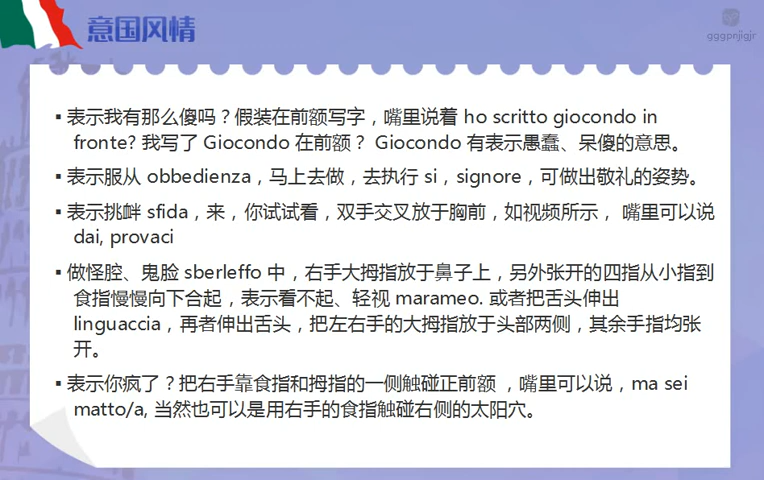 意国风情
gggpnjigjr
▪ 表示我有那么傻吗？假装在前额写字，嘴里说着 ho scritto giocondo in
fronte? 我写了 Giocondo 在前额？ Giocondo 有表示愚蠢、呆傻的意思。
▪ 表示服从 obbedienza，马上去做，去执行 si，signore，可做出敬礼的姿势。
▪ 表示挑衅 sfida，来，你试试看，双手交叉放于胸前，如视频所示， 嘴里可以说
dai, provaci
▪ 做怪腔、鬼脸 sberleffo 中，右手大拇指放于鼻子上，另外张开的四指从小指到
食指慢慢向下合起，表示看不起、轻视 marameo. 或者把舌头伸出
linguaccia，再者伸出舌头，把左右手的大拇指放于头部两侧，其余手指均张
开。
▪ 表示你疯了？把右手靠食指和拇指的一侧触碰正前额 ，嘴里可以说，ma sei
matto/a, 当然也可以是用右手的食指触碰右侧的太阳穴。